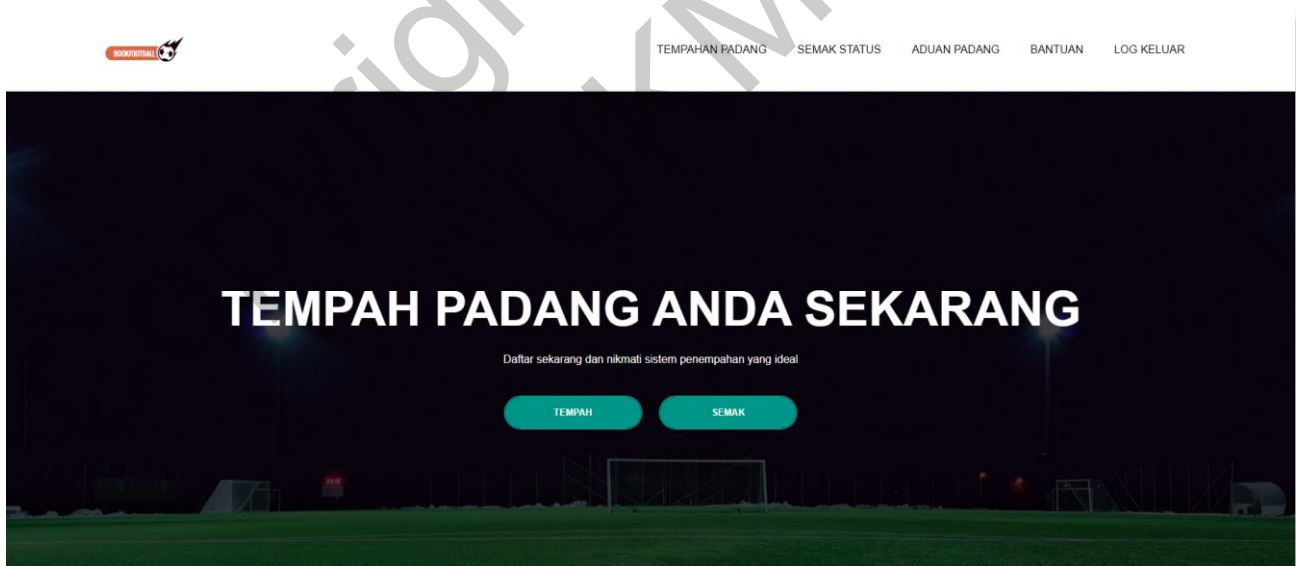 BOOKFOOTBALL
TEMPAHAN PADANG SEMAK STATUS ADUAN PADANG BANTUAN LOG KELUAR
TEMPAH PADANG ANDA SEKARANG
Daftar sekarang dan nikmati sistem penempahan yang ideal
TEMPAH SEMAK